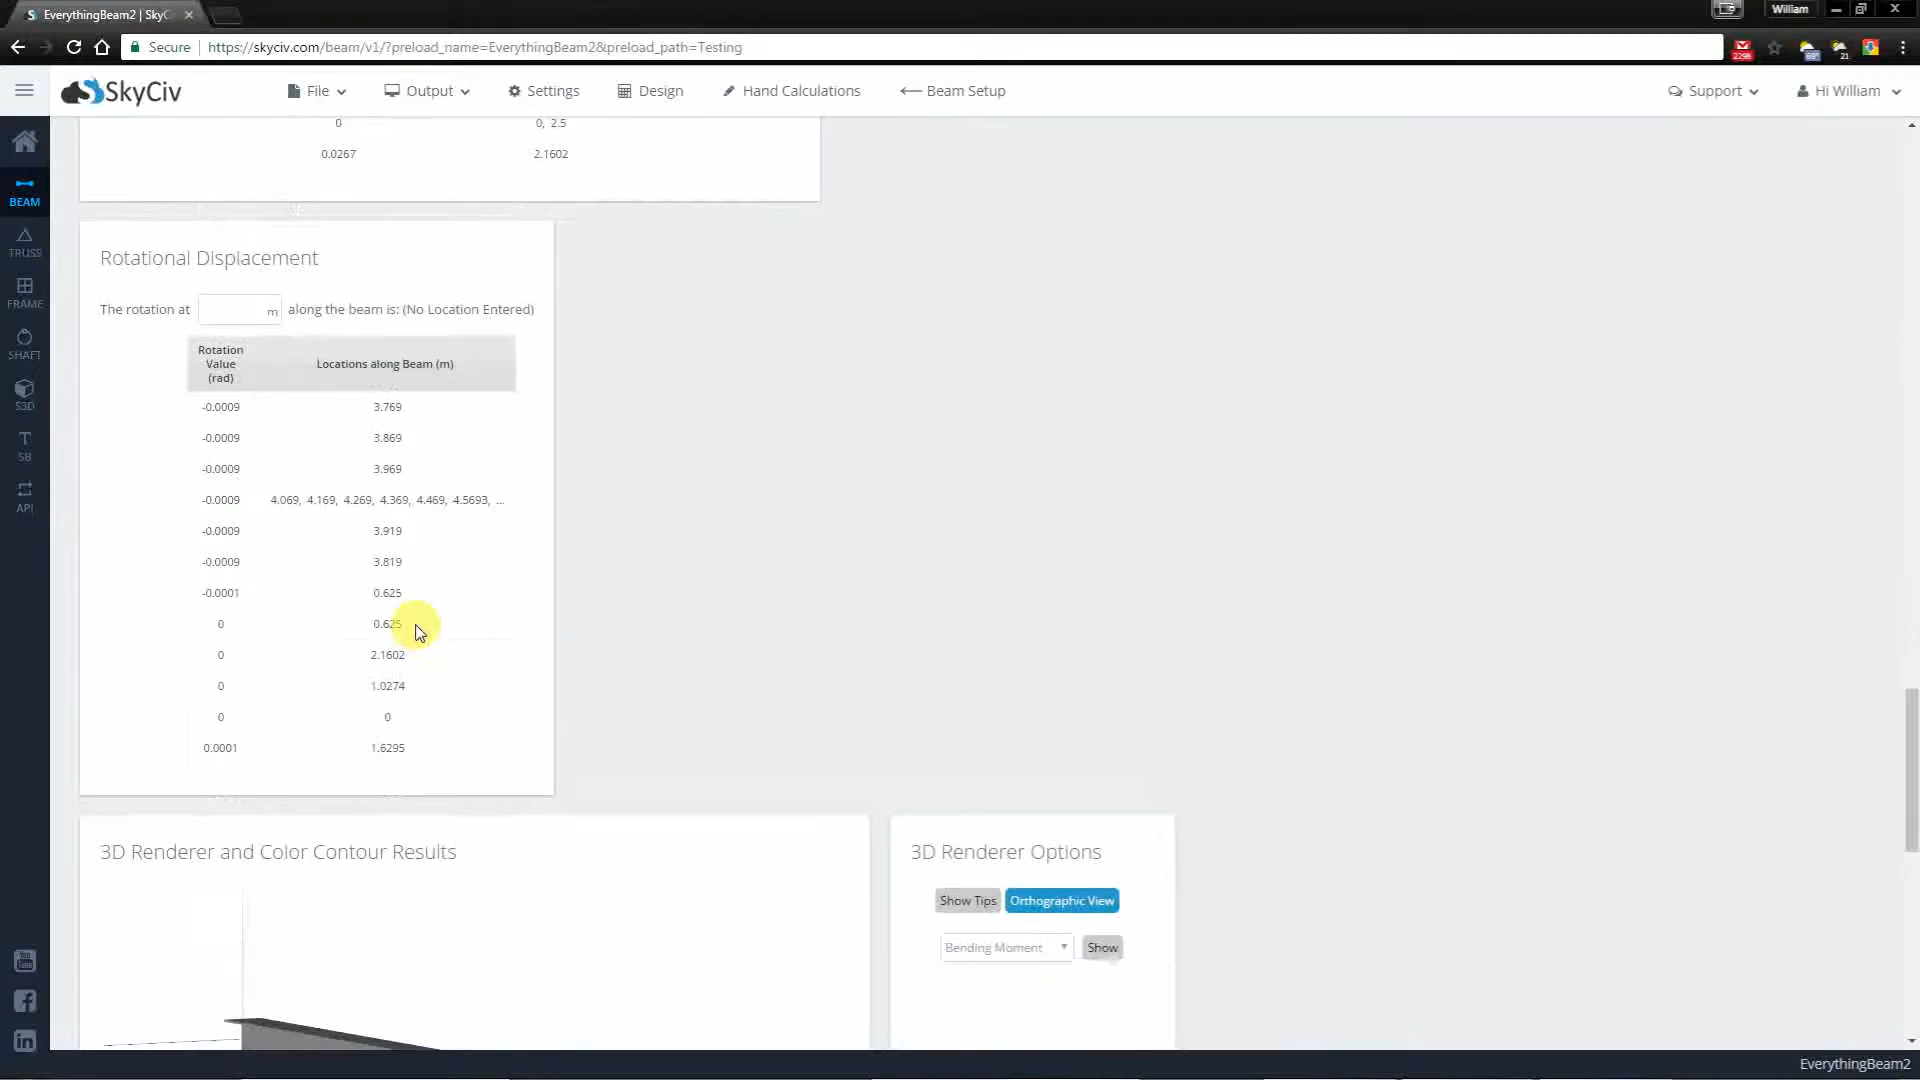 EverythingBeam2 | SkyC
William
Secure https://skyciv.com/beam/v1/?preload_name=EverythingBeam2&preload_path=Testing
2298
21
SkyCiv File Output Settings Design Hand Calculations Beam Setup Support Hi William
0 0, 2.5
0.0267 2.1602
BEAM
TRUSS
FRAME
SHAFT
S3D
SB
API
Rotational Displacement
The rotation at m along the beam is: (No Location Entered)
Rotation
Value
(rad)
Locations along Beam (m)
-0.0009 3.769
-0.0009 3.869
-0.0009 3.969
-0.0009 4.069, 4.169, 4.269, 4.369, 4.469, 4.5693, ...
-0.0009 3.919
-0.0009 3.819
-0.0001 0.625
0 0.625
0 2.1602
0 1.0274
0 0
0.0001 1.6295
3D Renderer and Color Contour Results
3D Renderer Options
Show Tips Orthographic View
Bending Moment Show
You
Tube
EverythingBeam2